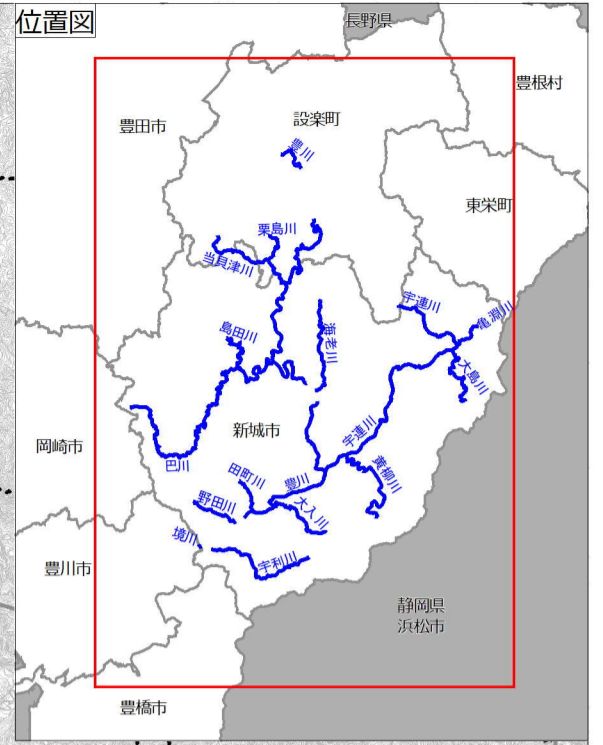 位置図
長野県
豊根村
豊田市
設楽町
豊川
東栄町
栗島川
当貝津川
宇連川
亀淵川
島田川
海老川
大島川
新城市
宇連川
岡崎市
巴川
田町川
豊川
黄柳川
野田川
大入川
境川
宇利川
豊川市
静岡県
浜松市
豊橋市